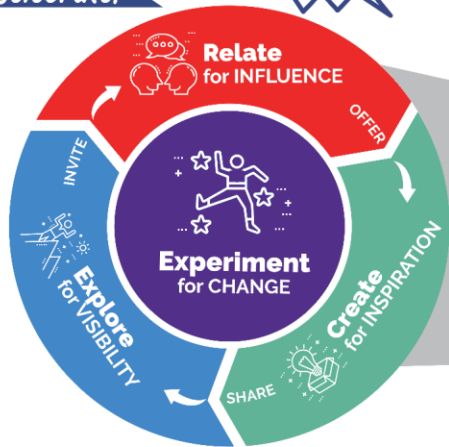 Relate
for INFLUENCE
OFFER
Create
for INSPIRATION
SHARE
Explore
for VISIBILITY
INVITE
Experiment
for CHANGE